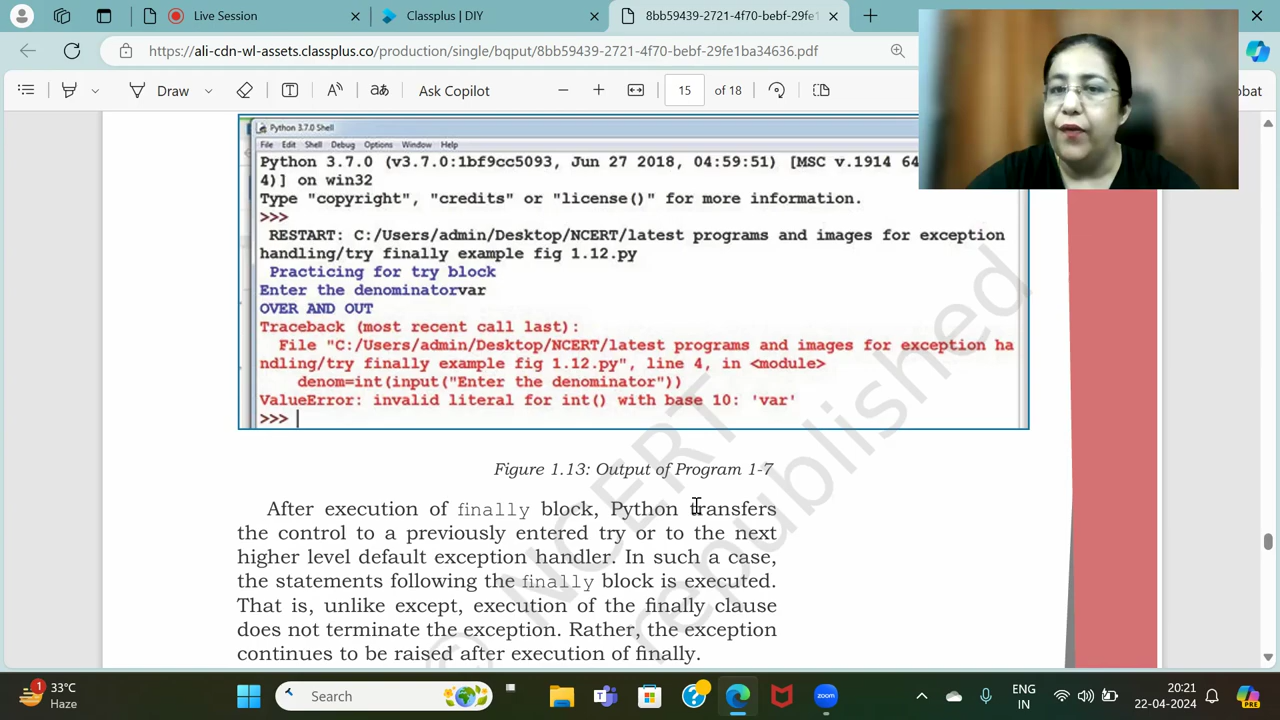 Live Session
Classplus | DIY
8bb59439-2721-4f70-bebf-29fe1
https://ali-cdn-wl-assets.classplus.co/production/single/bqput/8bb59439-2721-4f70-bebf-29fe1ba34636.pdf
Draw
Ask Copilot
15 of 18
Python 3.7.0 Shell
File Edit Shell Debug Options Window Help
Python 3.7.0 (v3.7.0:1bf9cc5093, Jun 27 2018, 04:59:51) [MSC v.1914 64
4)] on win32
Type "copyright", "credits" or "license()" for more information.
>>>
RESTART: C:/Users/admin/Desktop/NCERT/latest programs and images for exception
handling/try finally example fig 1.12.py
Practicing for try block
Enter the denominatorvar
OVER AND OUT
Traceback (most recent call last):
File "C:/Users/admin/Desktop/NCERT/latest programs and images for exception ha
ndling/try finally example fig 1.12.py", line 4, in <module>
denom=int(input("Enter the denominator"))
ValueError: invalid literal for int() with base 10: 'var'
>>>
Figure 1.13: Output of Program 1-7
After execution of finally block, Python transfers
the control to a previously entered try or to the next
higher level default exception handler. In such a case,
the statements following the finally block is executed.
That is, unlike except, execution of the finally clause
does not terminate the exception. Rather, the exception
continues to be raised after execution of finally.
© NCERT
republished
1
33°C
Haze
Search
ENG
IN
20:21
22-04-2024